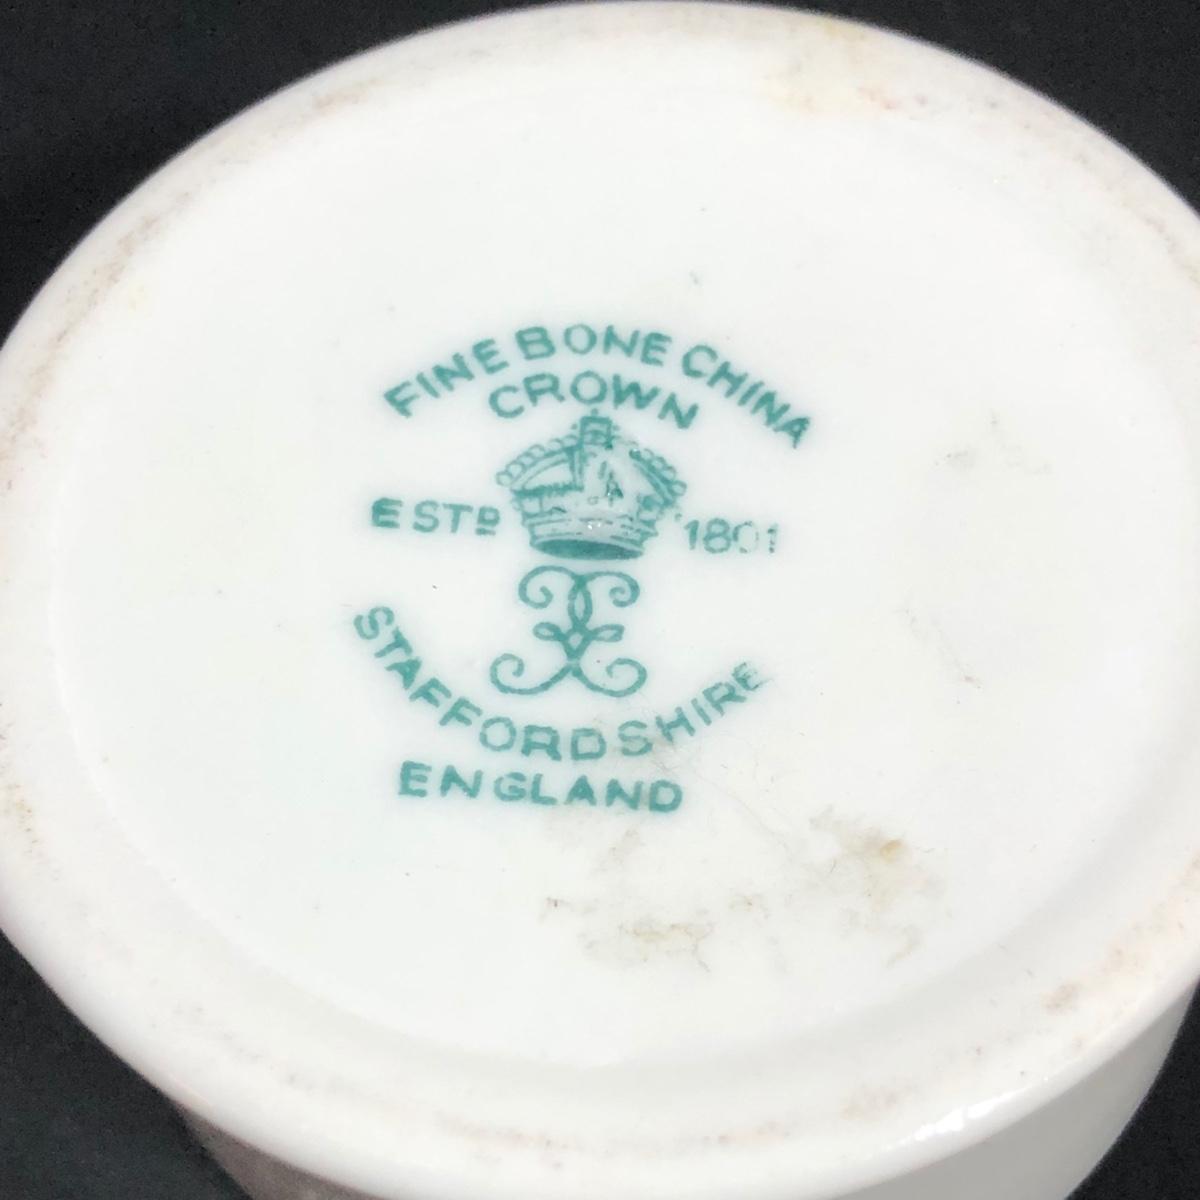 FINE BONE CHINA
CROWN
ESTD 1801
STAFFORDSHIRE
ENGLAND